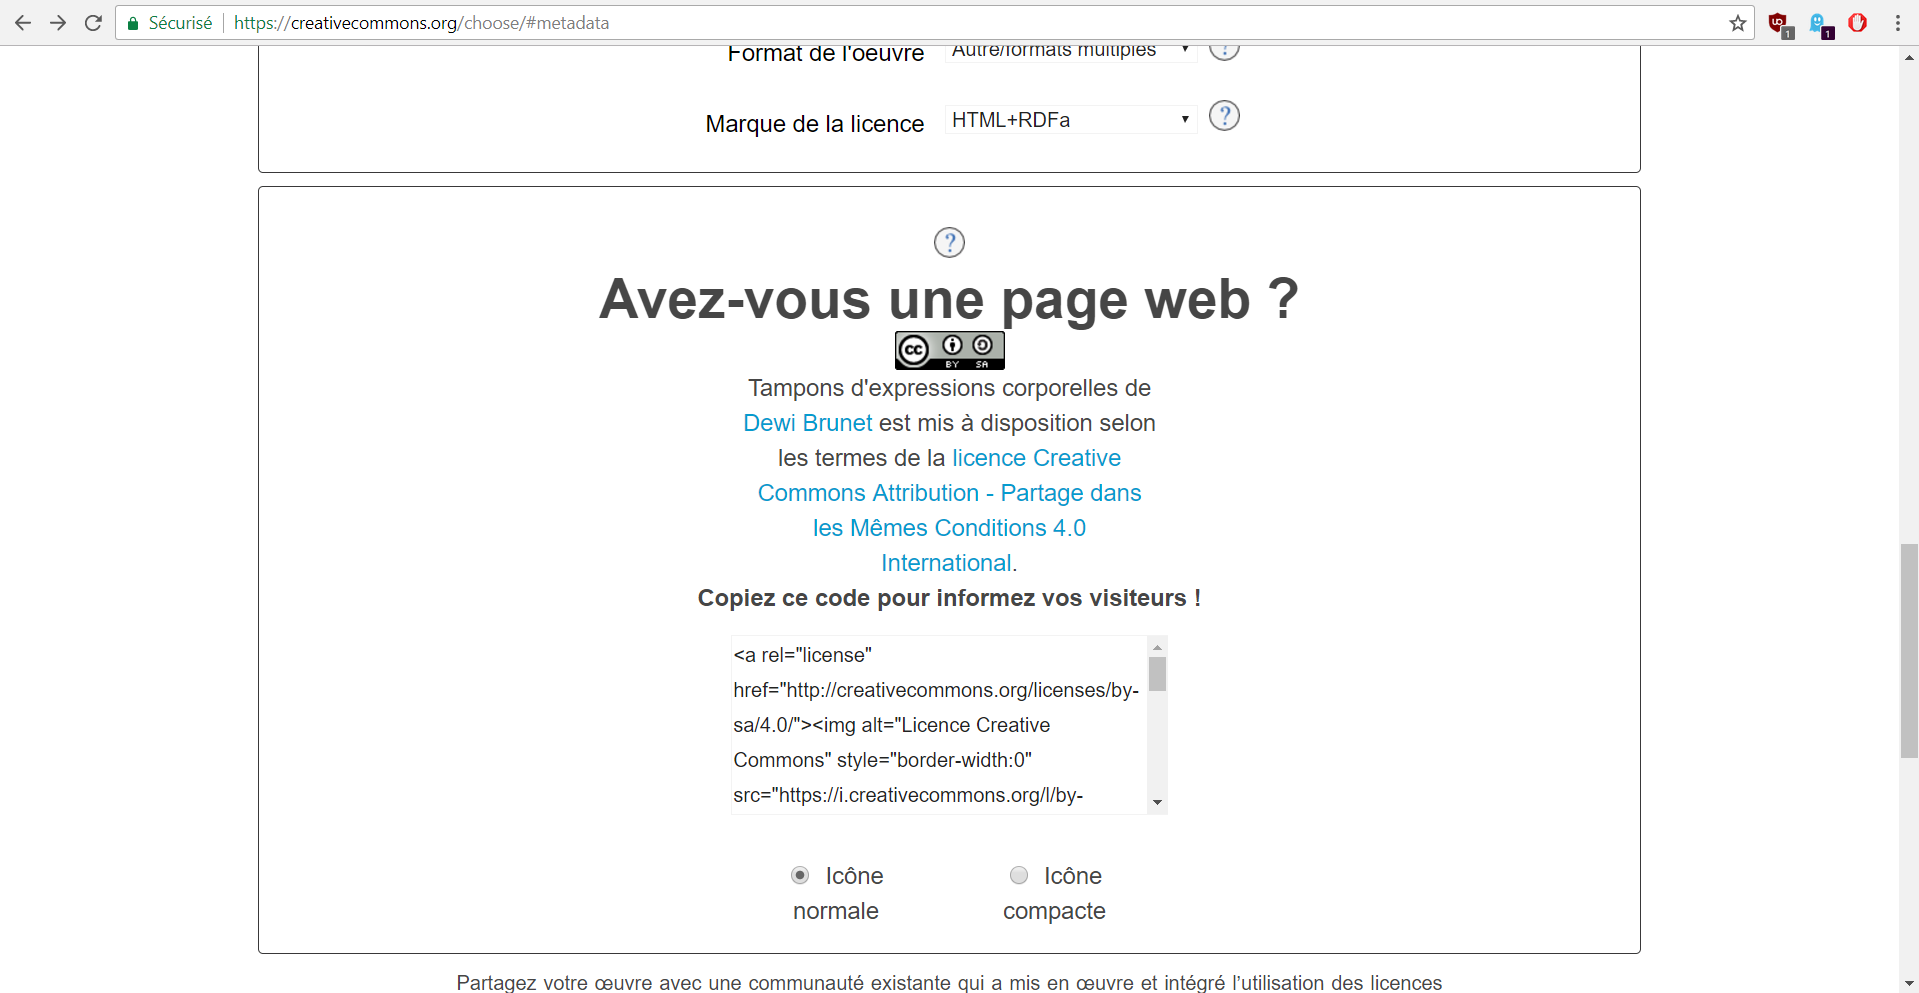 Sécurisé https://creativecommons.org/choose/#metadata
1 1
Format de l'oeuvre Autre/formats multiples ?
Marque de la licence HTML+RDFa ?
?
Avez-vous une page web ?
cc BY SA
Tampons d'expressions corporelles de
Dewi Brunet est mis à disposition selon
les termes de la licence Creative
Commons Attribution - Partage dans
les Mêmes Conditions 4.0
International.
Copiez ce code pour informez vos visiteurs !
<a rel="license"
href="http://creativecommons.org/licenses/by-
sa/4.0/"><img alt="Licence Creative
Commons" style="border-width:0"
src="https://i.creativecommons.org/l/by-
Icône normale
Icône compacte
Partagez votre œuvre avec une communauté existante qui a mis en œuvre et intégré l’utilisation des licences